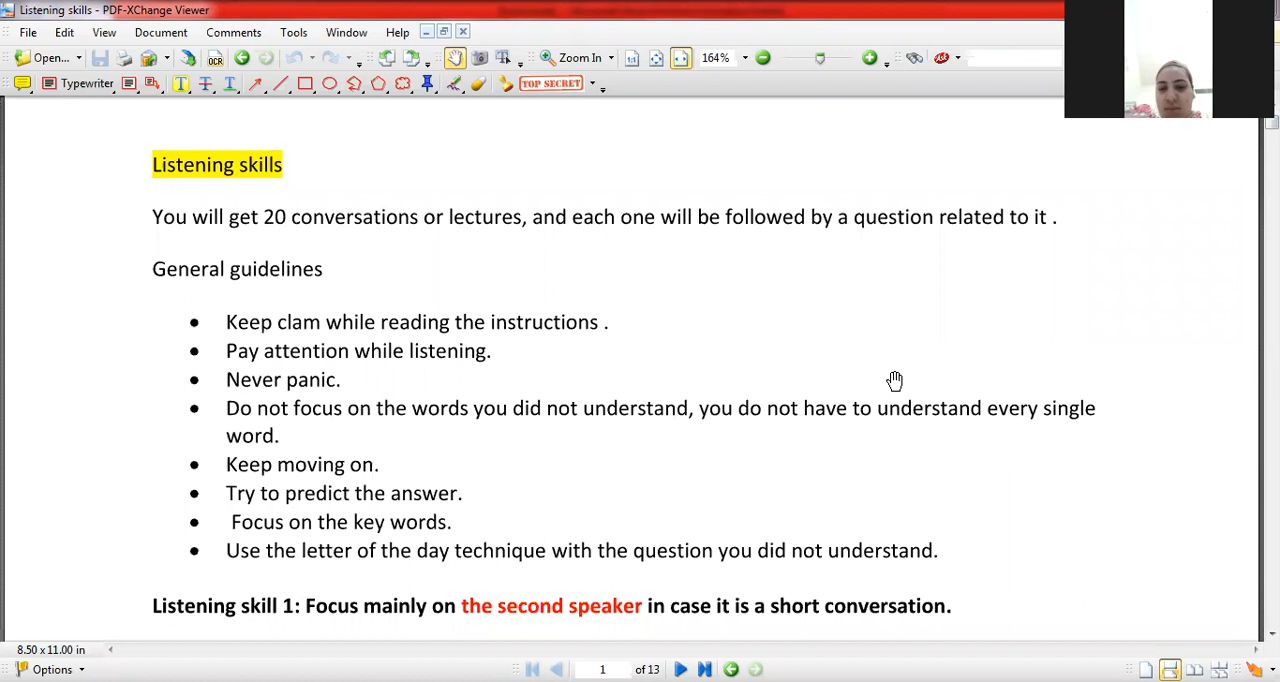 Listening skills - PDF-XChange Viewer
File Edit View Document Comments Tools Window Help
Open... OCR Zoom In 164%
Typewriter TOP SECRET
Listening skills
You will get 20 conversations or lectures, and each one will be followed by a question related to it .
General guidelines
Keep clam while reading the instructions .
Pay attention while listening.
Never panic.
Do not focus on the words you did not understand, you do not have to understand every single
word.
Keep moving on.
Try to predict the answer.
Focus on the key words.
Use the letter of the day technique with the question you did not understand.
Listening skill 1: Focus mainly on the second speaker in case it is a short conversation.
8.50 x 11.00 in
Options 1 of 13